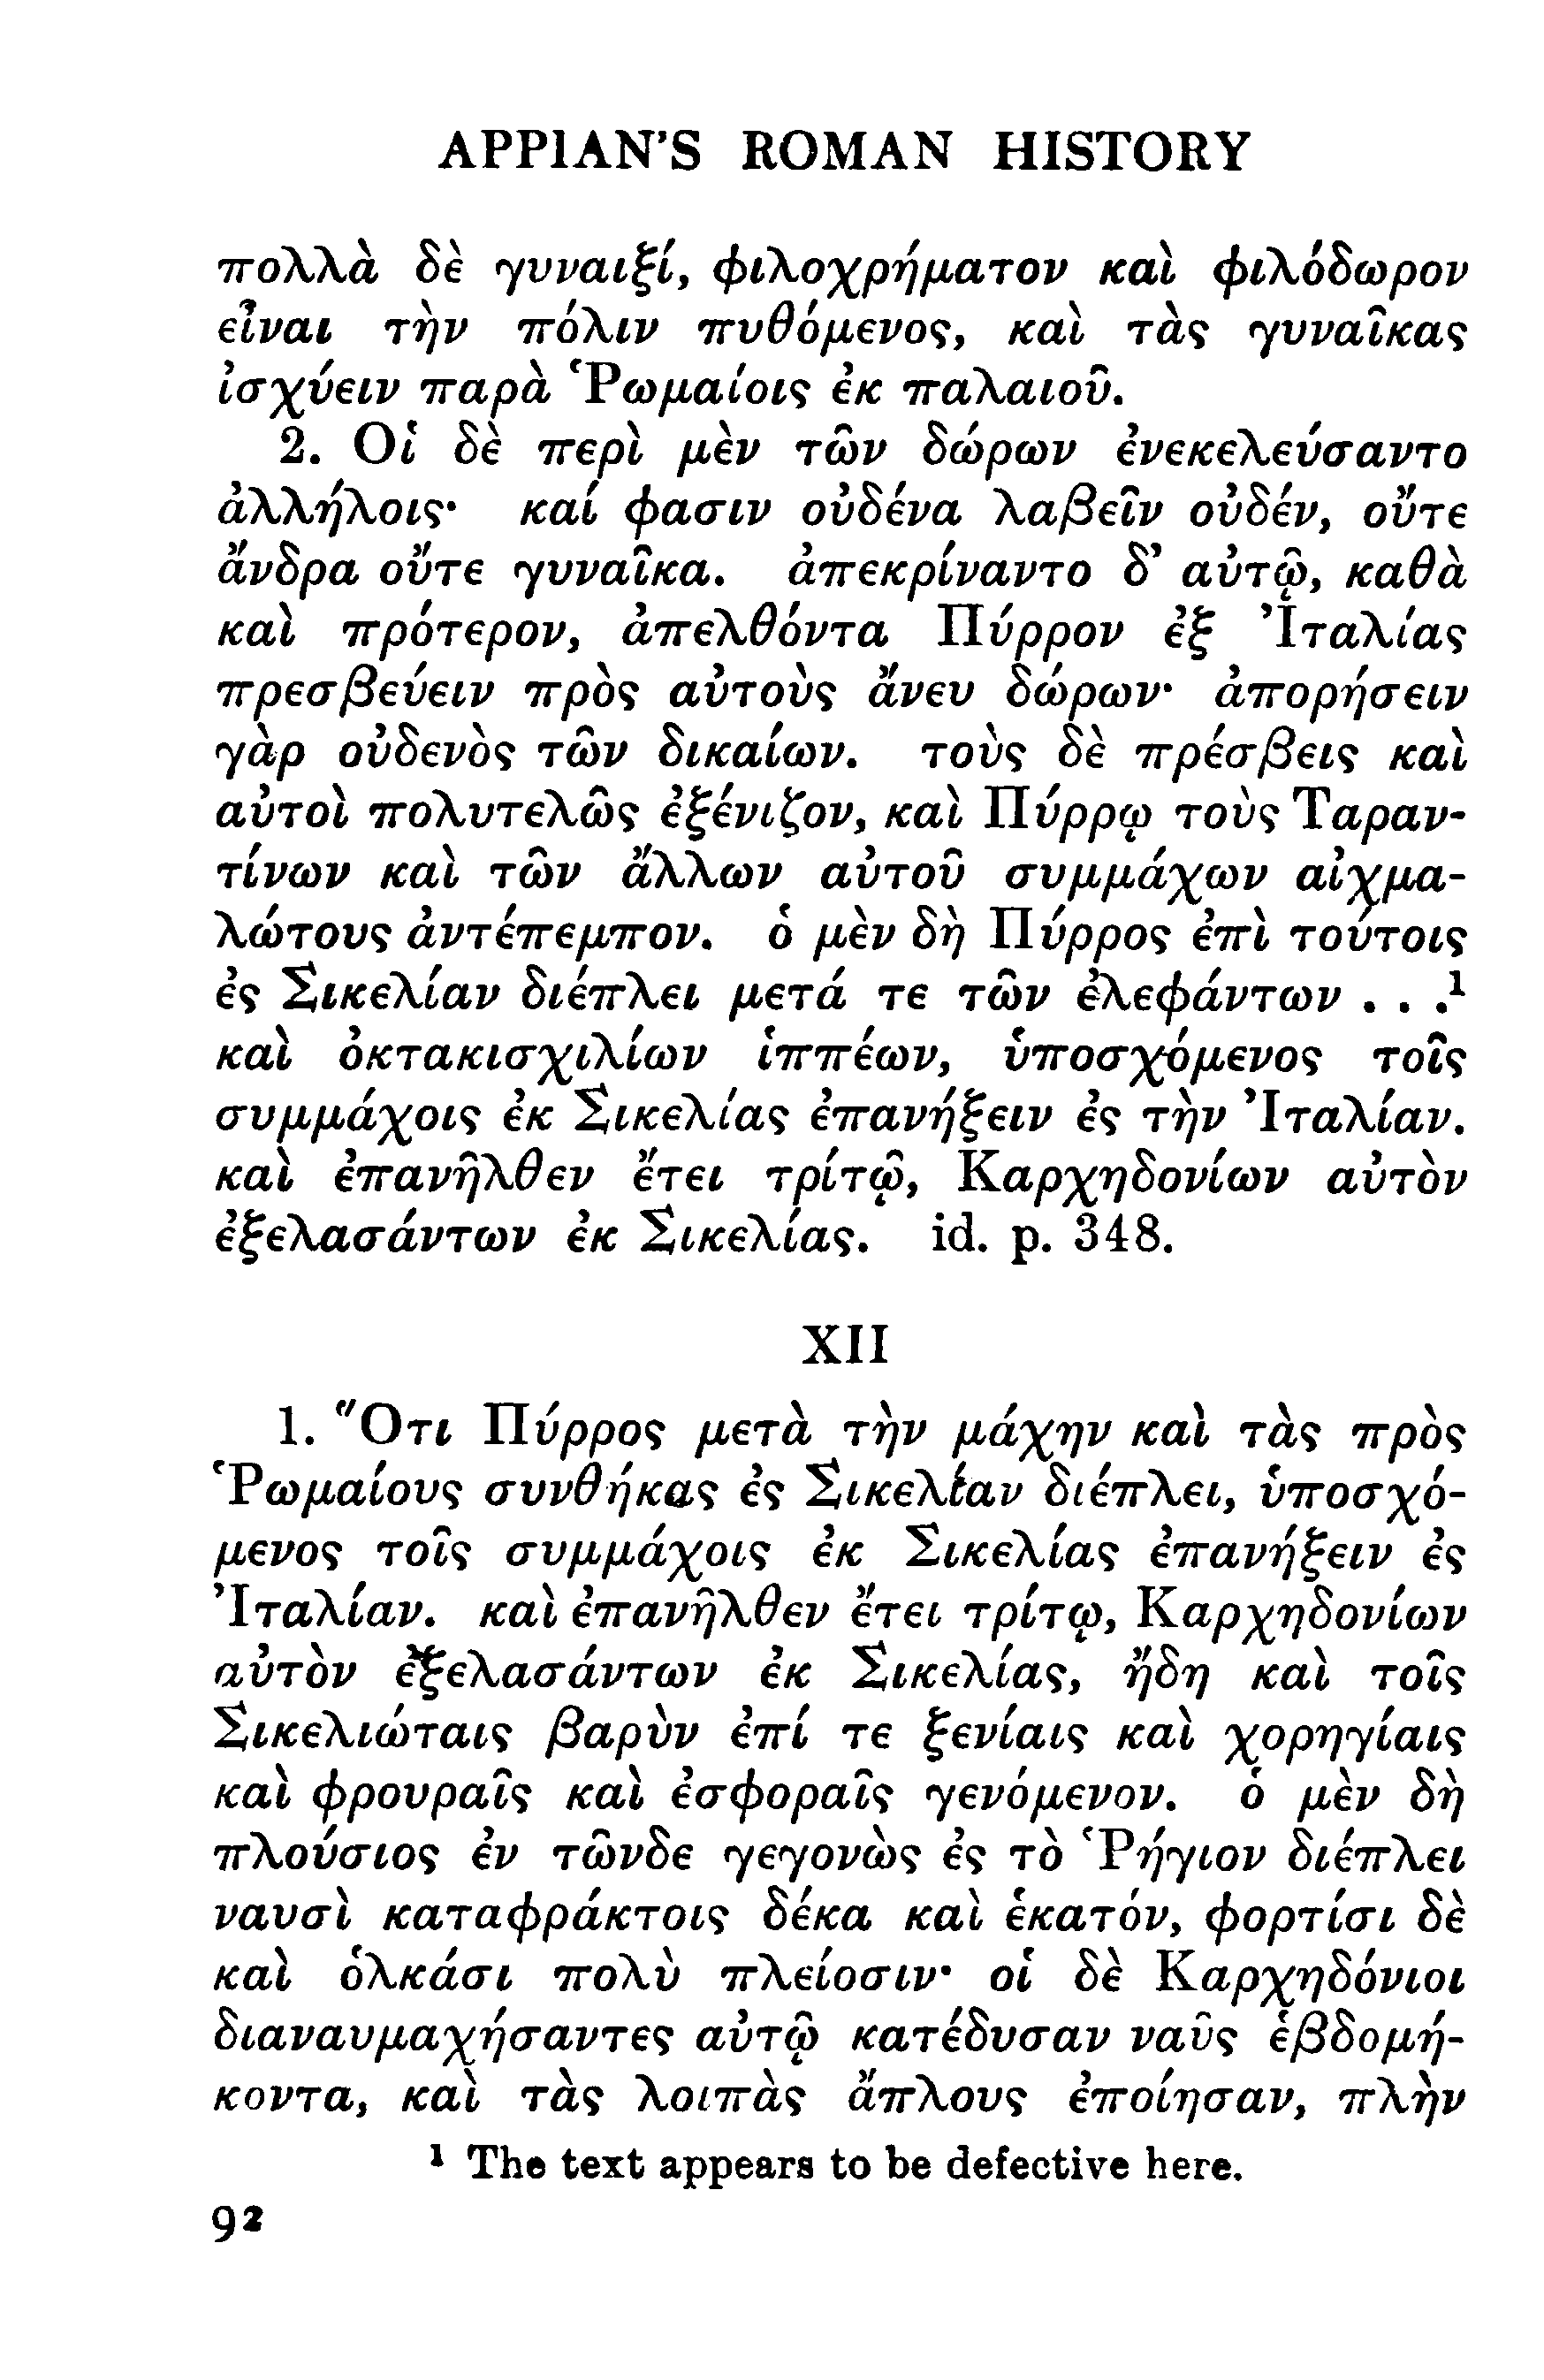 APPIAN'S ROMAN HISTORY
πολλὰ δὲ γυναιξί, φιλοχρήματον καὶ φιλόδωρον
εἶναι τὴν πόλιν πυθόμενος, καὶ τὰς γυναῖκας
ἰσχύειν παρὰ Ῥωμαίοις ἐκ παλαιοῦ.
2. Οἱ δὲ περὶ μὲν τῶν δώρων ἐνεκελεύσαντο
ἀλλήλοις· καί φασιν οὐδένα λαβεῖν οὐδέν, οὔτε
ἄνδρα οὔτε γυναῖκα. ἀπεκρίναντο δ' αὐτῷ, καθὰ
καὶ πρότερον, ἀπελθόντα Πύρρον ἐξ Ἰταλίας
πρεσβεύειν πρὸς αὐτοὺς ἄνευ δώρων· ἀπορήσειν
γὰρ οὐδενὸς τῶν δικαίων. τοὺς δὲ πρέσβεις καὶ
αὐτοὶ πολυτελῶς ἐξένιζον, καὶ Πύρρῳ τοὺς Ταραν-
τίνων καὶ τῶν ἄλλων αὐτοῦ συμμάχων αἰχμα-
λώτους ἀντέπεμπον. ὁ μὲν δὴ Πύρρος ἐπὶ τούτοις
ἐς Σικελίαν διέπλει μετά τε τῶν ἐλεφάντων . . .¹
καὶ ὀκτακισχιλίων ἱππέων, ὑποσχόμενος τοῖς
συμμάχοις ἐκ Σικελίας ἐπανήξειν ἐς τὴν Ἰταλίαν.
καὶ ἐπανῆλθεν ἔτει τρίτῳ̂, Καρχηδονίων αὐτὸν
ἐξελασάντων ἐκ Σικελίας. id. p. 348.
XII
1. Ὅτι Πύρρος μετὰ τὴν μάχην καὶ τὰς πρὸς
Ῥωμαίους συνθήκας ἐς Σικελίαν διέπλει, ὑποσχό-
μενος τοῖς συμμάχοις ἐκ Σικελίας ἐπανήξειν ἐς
Ἰταλίαν. καὶ ἐπανῆλθεν ἔτει τρίτῳ, Καρχηδονίων
αὐτὸν ἐξελασάντων ἐκ Σικελίας, ἤδη καὶ τοῖς
Σικελιώταις βαρὺν ἐπί τε ξενίαις καὶ χορηγίαις
καὶ φρουραῖς καὶ ἐσφοραῖς γενόμενον. ὁ μὲν δὴ
πλούσιος ἐν τῶνδε γεγονὼς ἐς τὸ Ῥήγιον διέπλει
ναυσὶ καταφράκτοις δέκα καὶ ἑκατόν, φορτίσι δὲ
καὶ ὁλκάσι πολὺ πλείοσιν· οἱ δὲ Καρχηδόνιοι
διαναυμαχήσαντες αὐτῷ κατέδυσαν ναῦς ἑβδομή-
κοντα, καὶ τὰς λοιπὰς ἄπλους ἐποίησαν, πλὴν
¹ The text appears to be defective here.
92